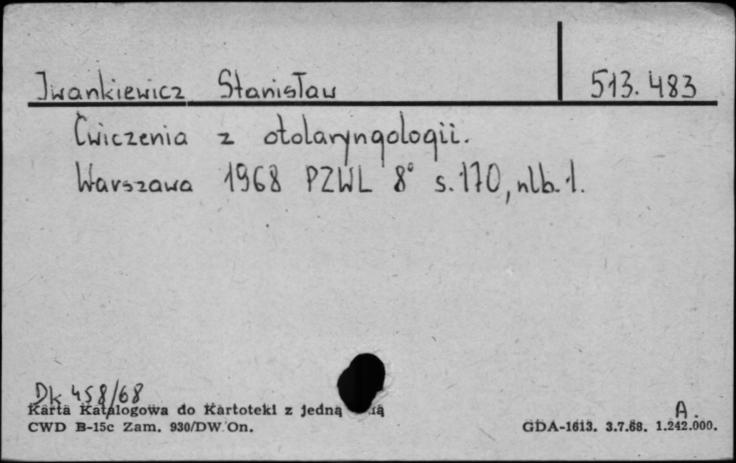 Iwankiewicz Stanisław 513.483
Ćwiczenia z otolaryngologii.
Warszawa 1968 PZWL 8° s. 170, nlb. 1.
Dk 458/68
Karta Katalogowa do Kartoteki z jedną
CWD B-15c Zam. 930/DW On.
A.
GDA-1613. 3.7.68. 1.242.000.